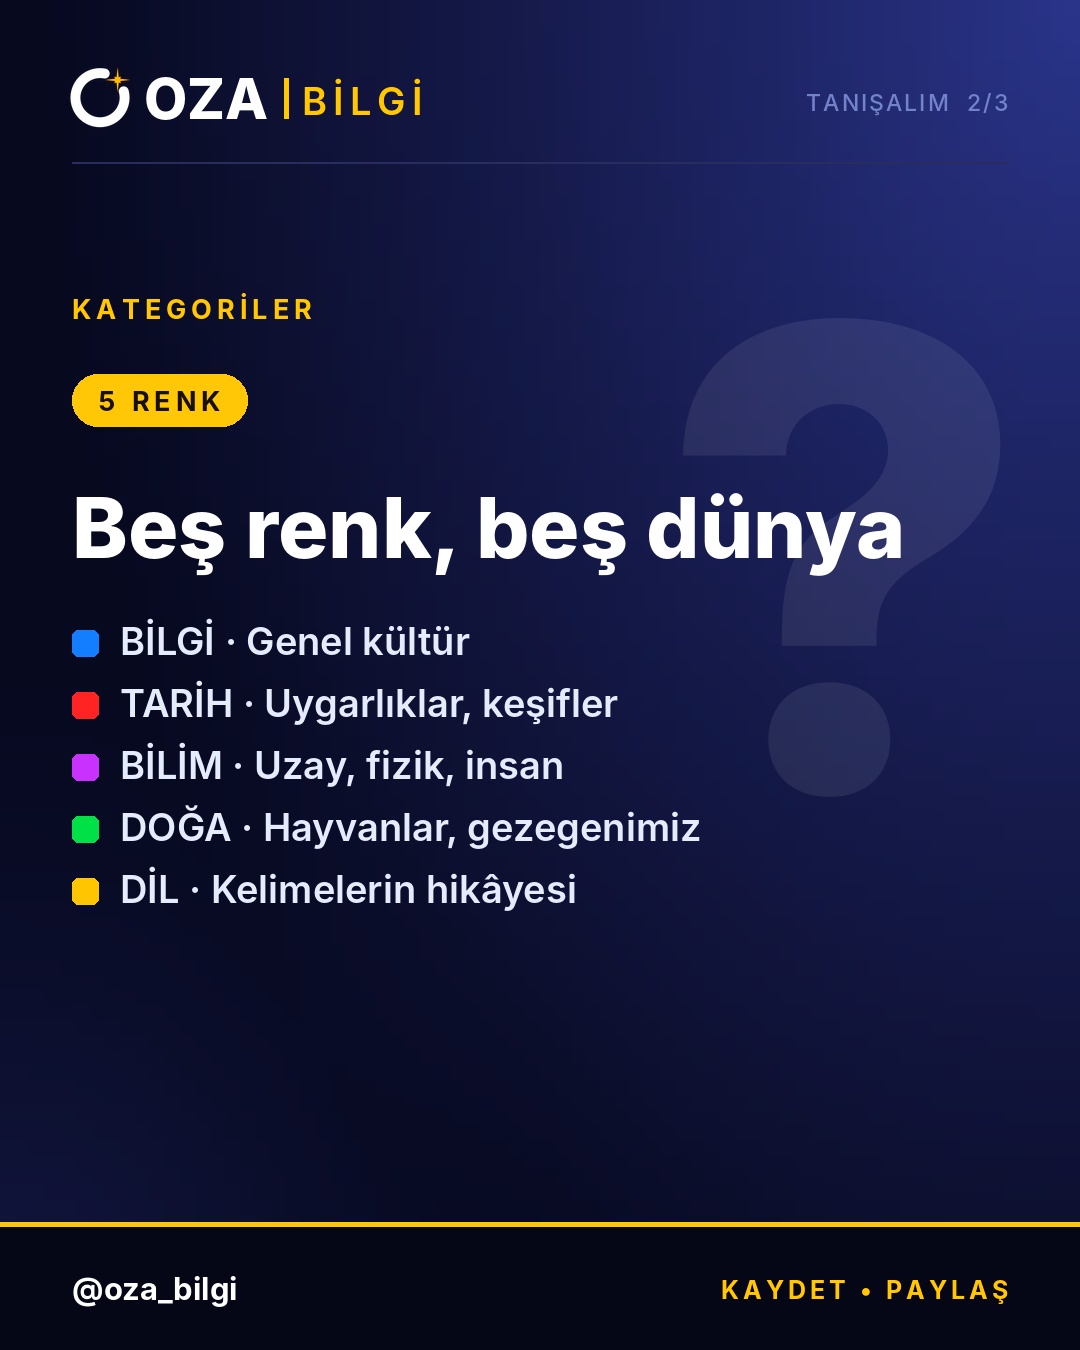 OZA | BİLGİ
TANIŞALIM 2/3
KATEGORİLER
5 RENK
?
Beş renk, beş dünya
BİLGİ · Genel kültür
TARİH · Uygarlıklar, keşifler
BİLİM · Uzay, fizik, insan
DOĞA · Hayvanlar, gezegenimiz
DİL · Kelimelerin hikâyesi
@oza_bilgi
KAYDET • PAYLAŞ